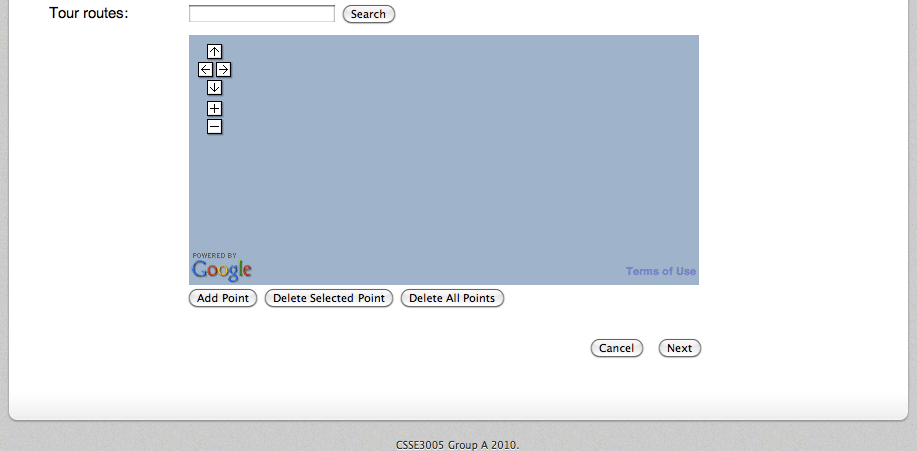 Tour routes:
Search
POWERED BY
Google
Terms of Use
Add Point
Delete Selected Point
Delete All Points
Cancel
Next
CSSE3005 Group A 2010.